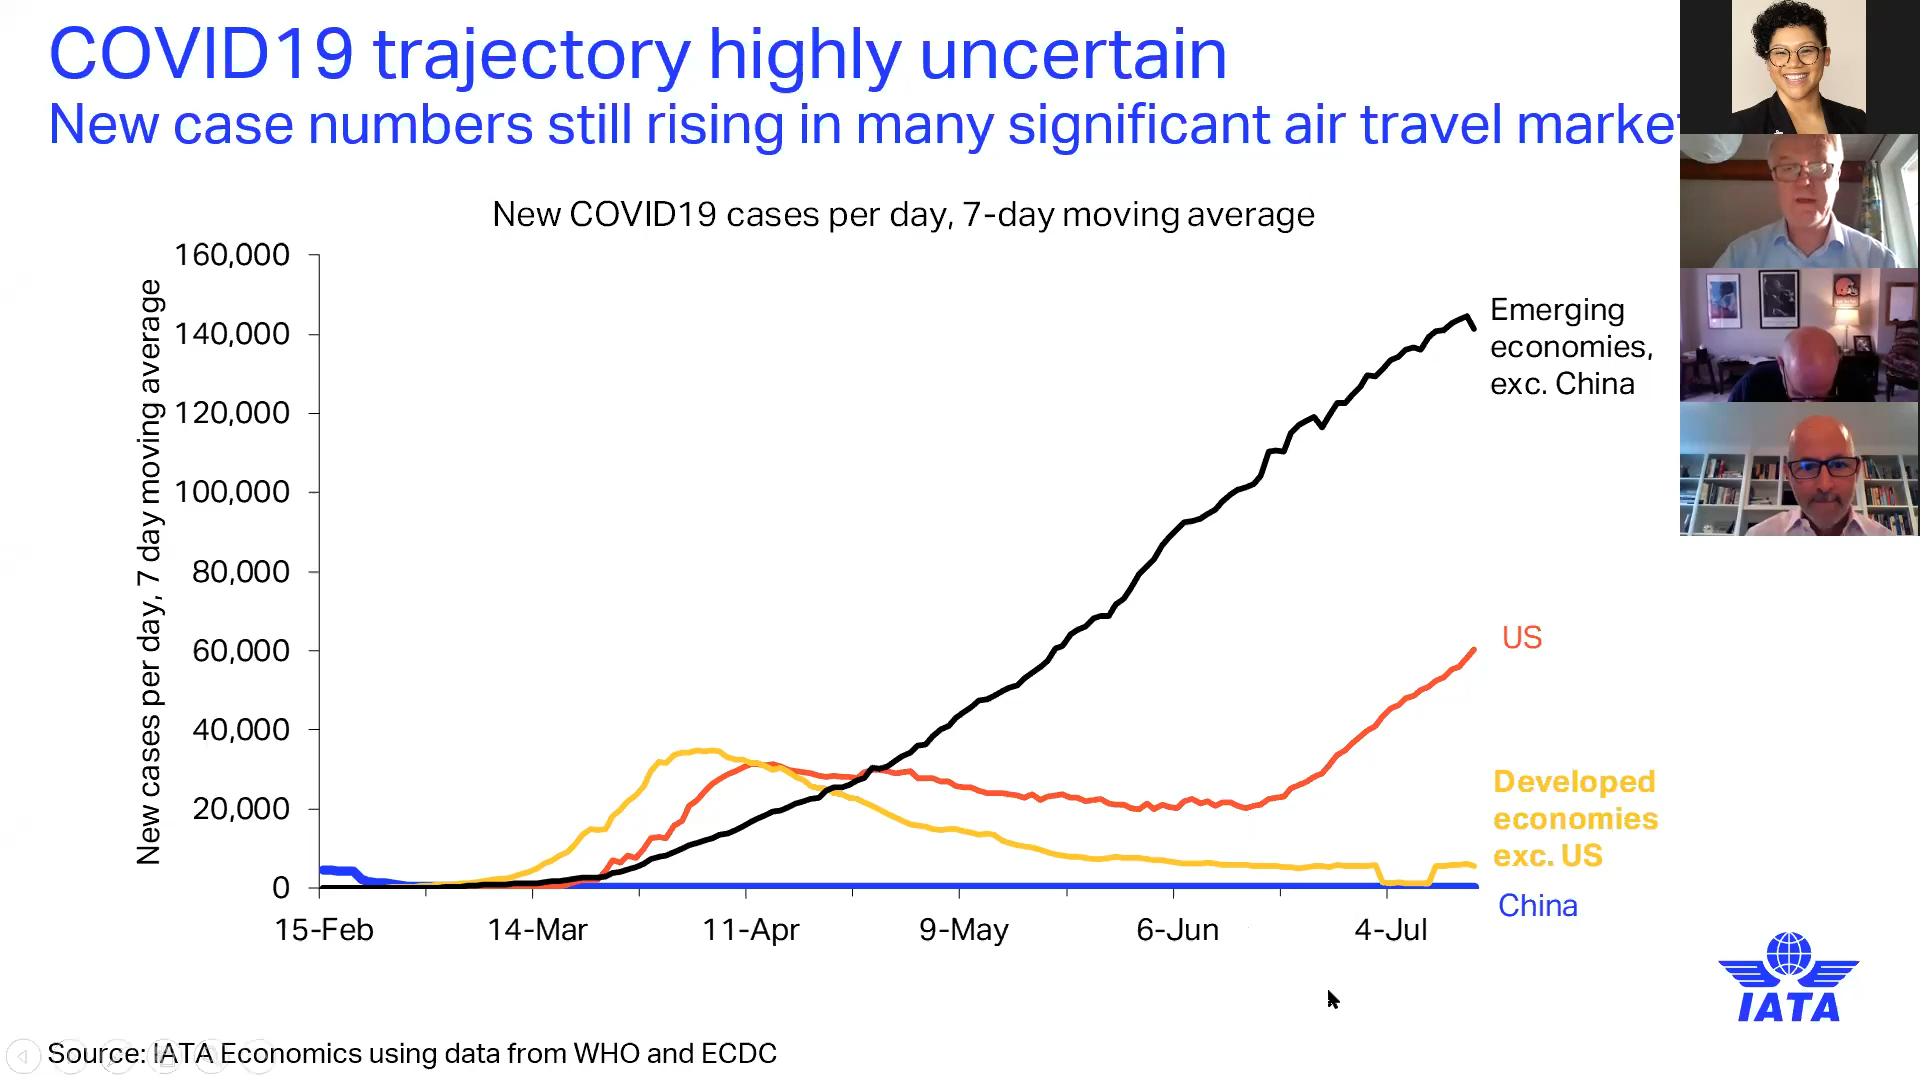 COVID19 trajectory highly uncertain
New case numbers still rising in many significant air travel marke
New COVID19 cases per day, 7-day moving average
New cases per day, 7 day moving average
160,000
140,000
120,000
100,000
80,000
60,000
40,000
20,000
0
15-Feb
14-Mar
11-Apr
9-May
6-Jun
4-Jul
Emerging
economies,
exc. China
US
Developed
economies
exc. US
China
IATA
Source: IATA Economics using data from WHO and ECDC